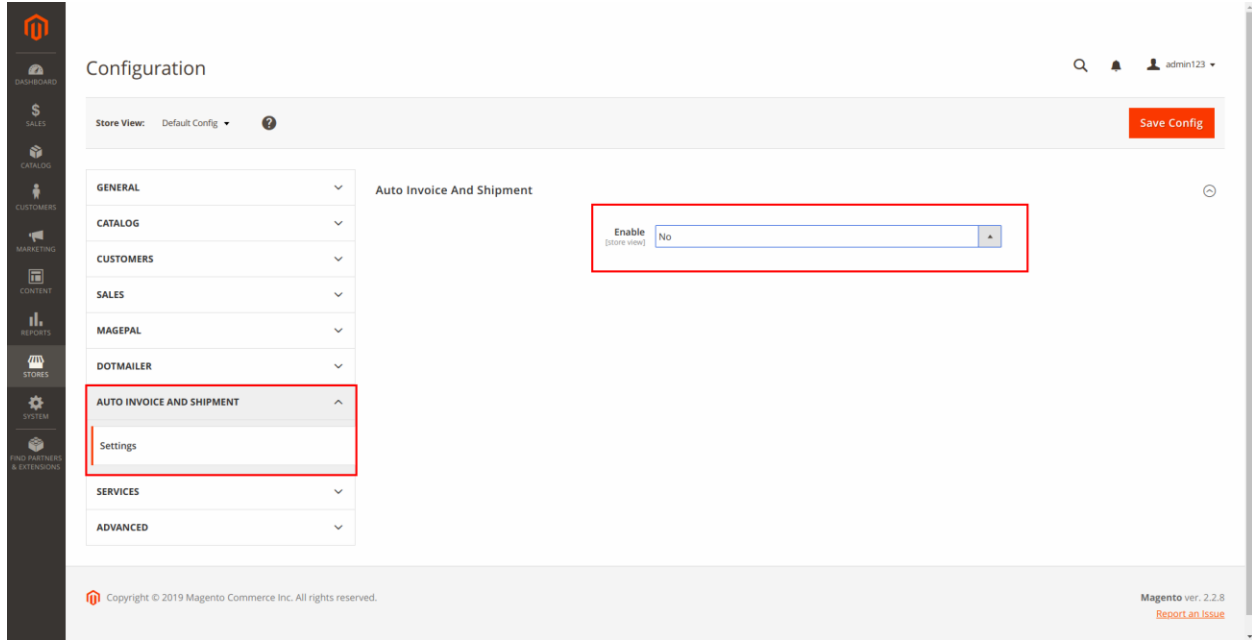 Configuration
admin123
Store View: Default Config
?
Save Config
DASHBOARD
$
SALES
CATALOG
CUSTOMERS
MARKETING
CONTENT
REPORTS
STORES
SYSTEM
FIND PARTNERS
& EXTENSIONS
GENERAL
CATALOG
CUSTOMERS
SALES
MAGEPAL
DOTMAILER
AUTO INVOICE AND SHIPMENT
Settings
SERVICES
ADVANCED
Auto Invoice And Shipment
Enable
[store view]
No
Copyright © 2019 Magento Commerce Inc. All rights reserved.
Magento ver. 2.2.8
Report an Issue